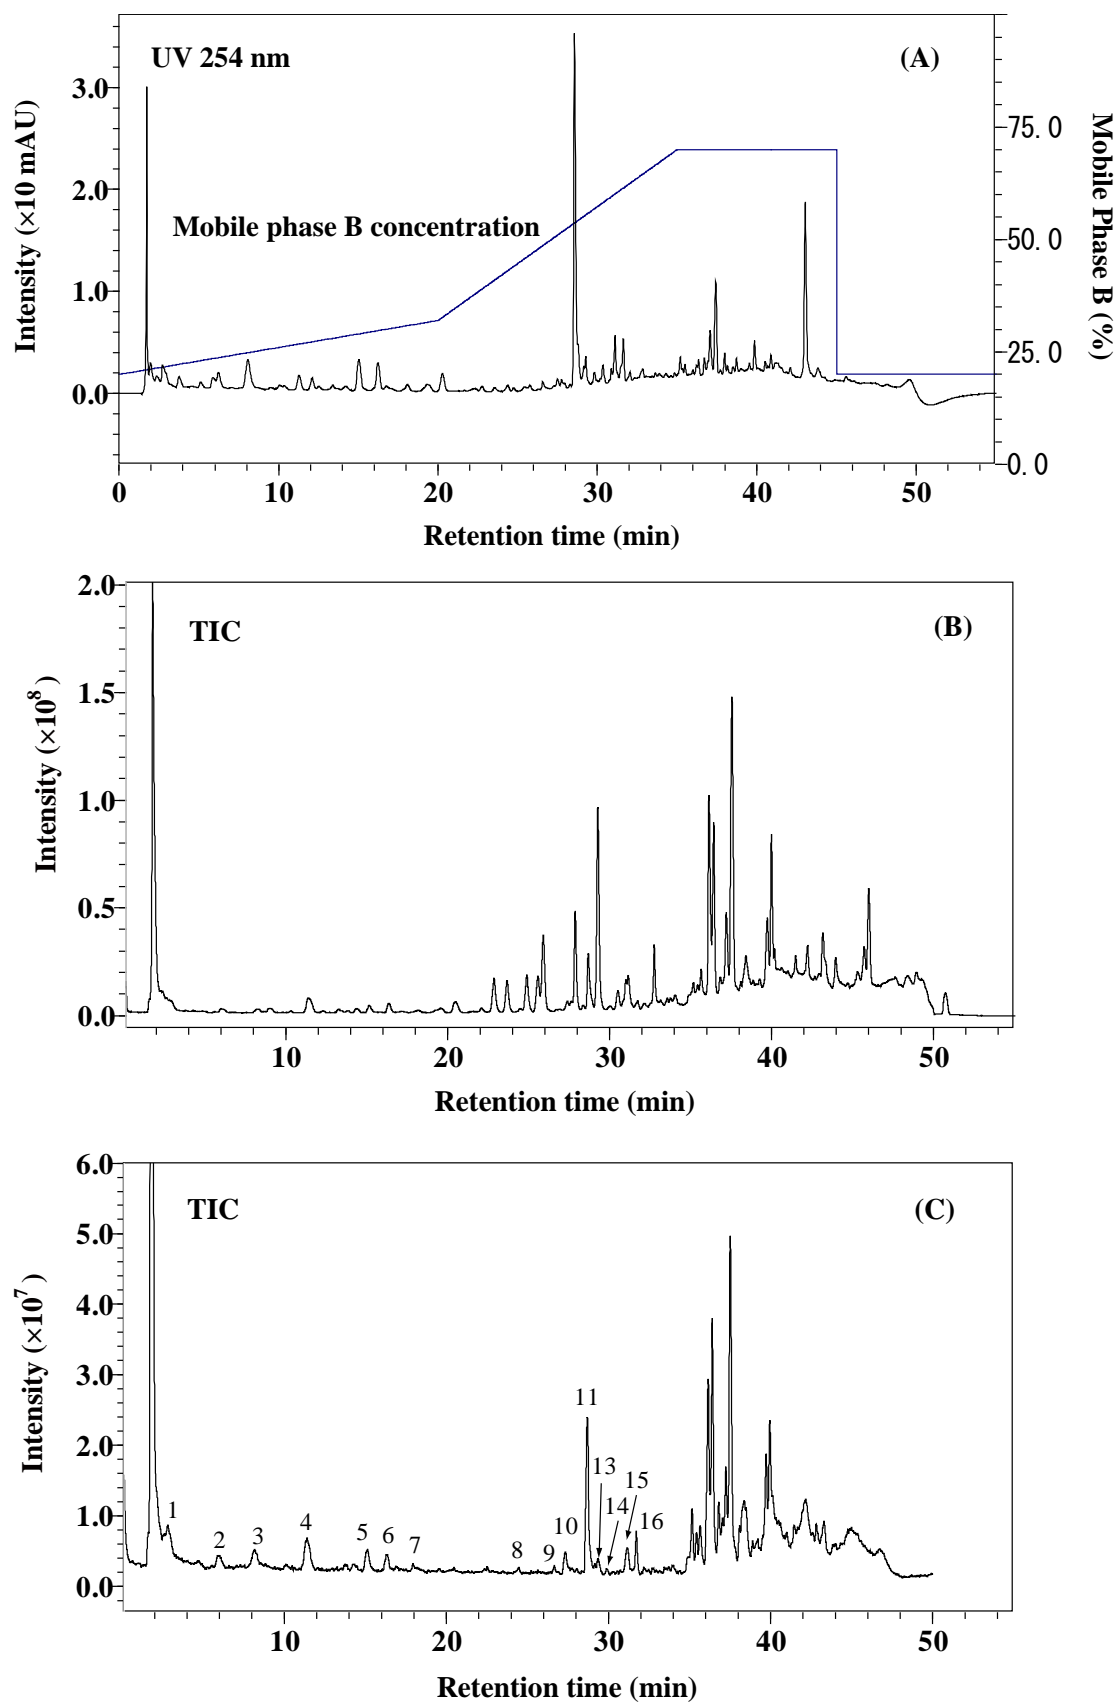 UV 254 nm
(A)
3.0
2.0
1.0
0.0
Intensity (×10 mAU)
Mobile phase B concentration
75.0
50.0
25.0
0.0
Mobile Phase B (%)
0 10 20 30 40 50
Retention time (min)
TIC
(B)
2.0
1.5
1.0
0.5
0.0
Intensity (×10⁸)
10 20 30 40 50
Retention time (min)
TIC
(C)
6.0
5.0
4.0
3.0
2.0
1.0
0.0
Intensity (×10⁷)
1 2 3 4 5 6 7 8 9 10 11 13 14 15 16
10 20 30 40 50
Retention time (min)